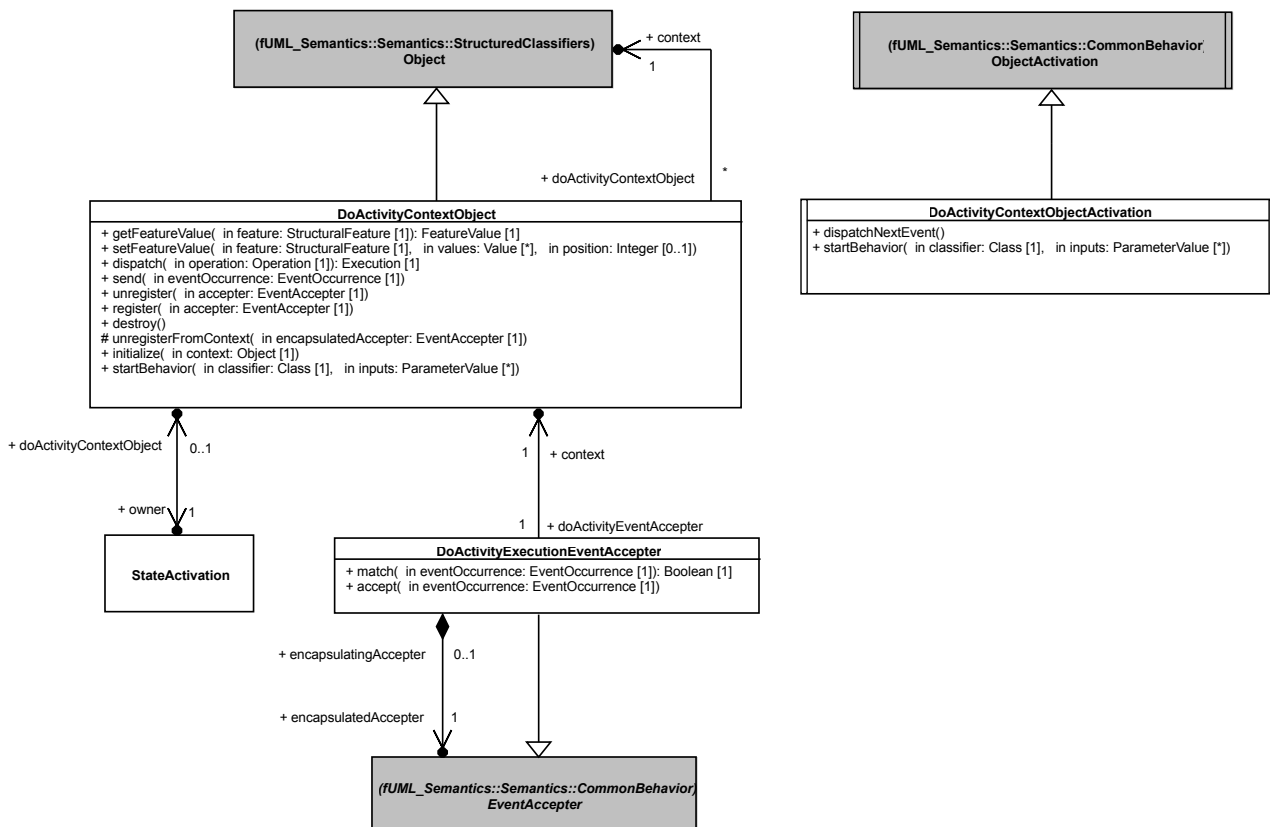 (fUML_Semantics::Semantics::StructuredClassifiers)
Object
+ context
1
*
+ doActivityContextObject
(fUML_Semantics::Semantics::CommonBehavior)
ObjectActivation
DoActivityContextObject
+ getFeatureValue( in feature: StructuralFeature [1]): FeatureValue [1]
+ setFeatureValue( in feature: StructuralFeature [1], in values: Value [*], in position: Integer [0..1])
+ dispatch( in operation: Operation [1]): Execution [1]
+ send( in eventOccurrence: EventOccurrence [1])
+ unregister( in accepter: EventAccepter [1])
+ register( in accepter: EventAccepter [1])
+ destroy()
# unregisterFromContext( in encapsulatedAccepter: EventAccepter [1])
+ initialize( in context: Object [1])
+ startBehavior( in classifier: Class [1], in inputs: ParameterValue [*])
DoActivityContextObjectActivation
+ dispatchNextEvent()
+ startBehavior( in classifier: Class [1], in inputs: ParameterValue [*])
+ doActivityContextObject
0..1
1
+ context
+ owner
1
1
+ doActivityEventAccepter
StateActivation
DoActivityExecutionEventAccepter
+ match( in eventOccurrence: EventOccurrence [1]): Boolean [1]
+ accept( in eventOccurrence: EventOccurrence [1])
+ encapsulatingAccepter
0..1
+ encapsulatedAccepter
1
(fUML_Semantics::Semantics::CommonBehavior)
EventAccepter